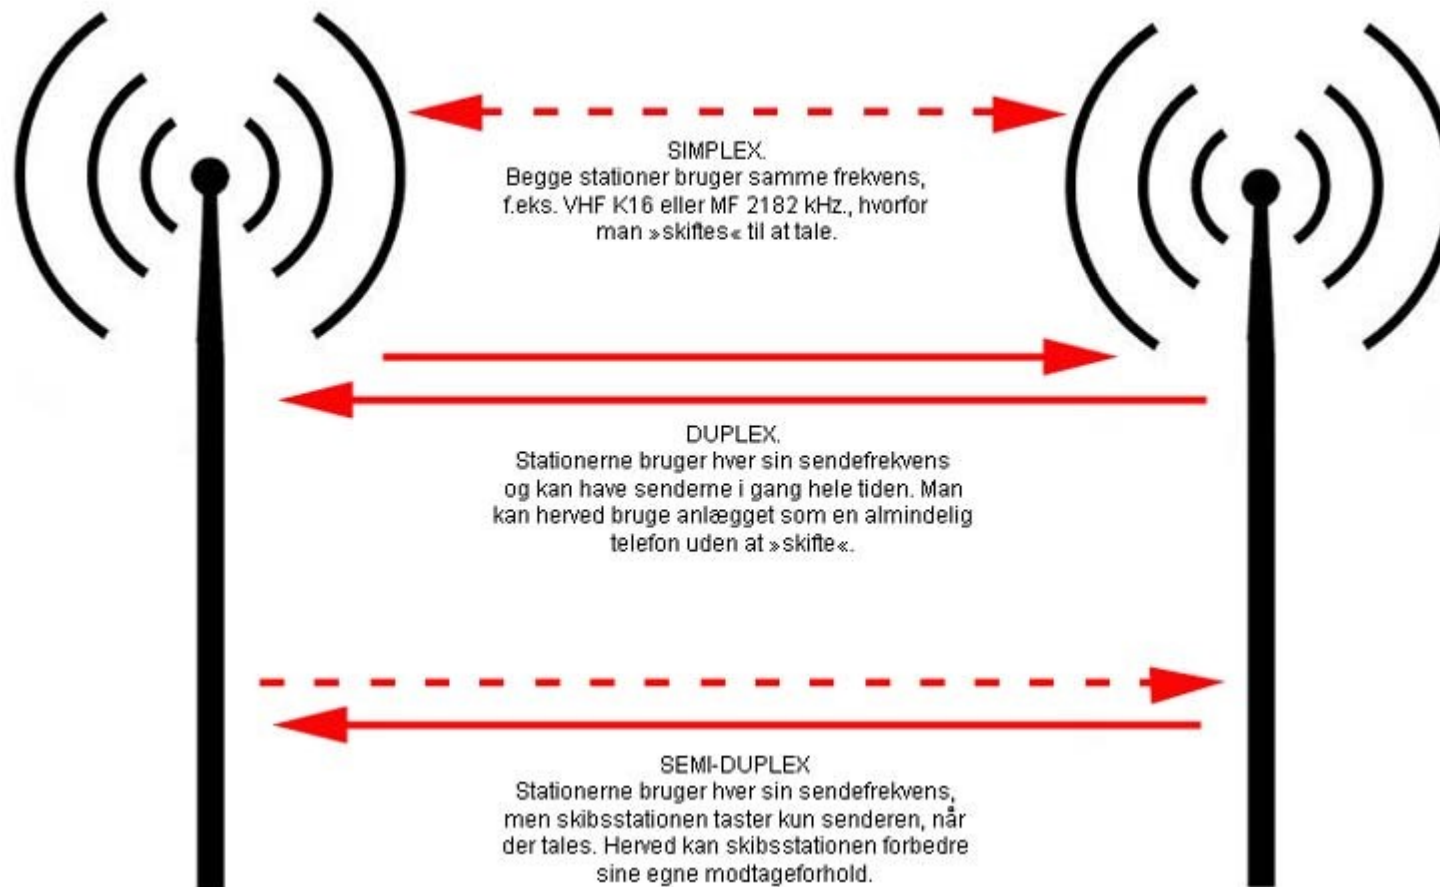 SIMPLEX.
Begge stationer bruger samme frekvens,
f.eks. VHF K16 eller MF 2182 kHz., hvorfor
man »skiftes« til at tale.
DUPLEX.
Stationerne bruger hver sin sendefrekvens
og kan have senderne i gang hele tiden. Man
kan herved bruge anlægget som en almindelig
telefon uden at »skifte«.
SEMI-DUPLEX
Stationerne bruger hver sin sendefrekvens,
men skibsstationen taster kun senderen, når
der tales. Herved kan skibsstationen forbedre
sine egne modtageforhold.